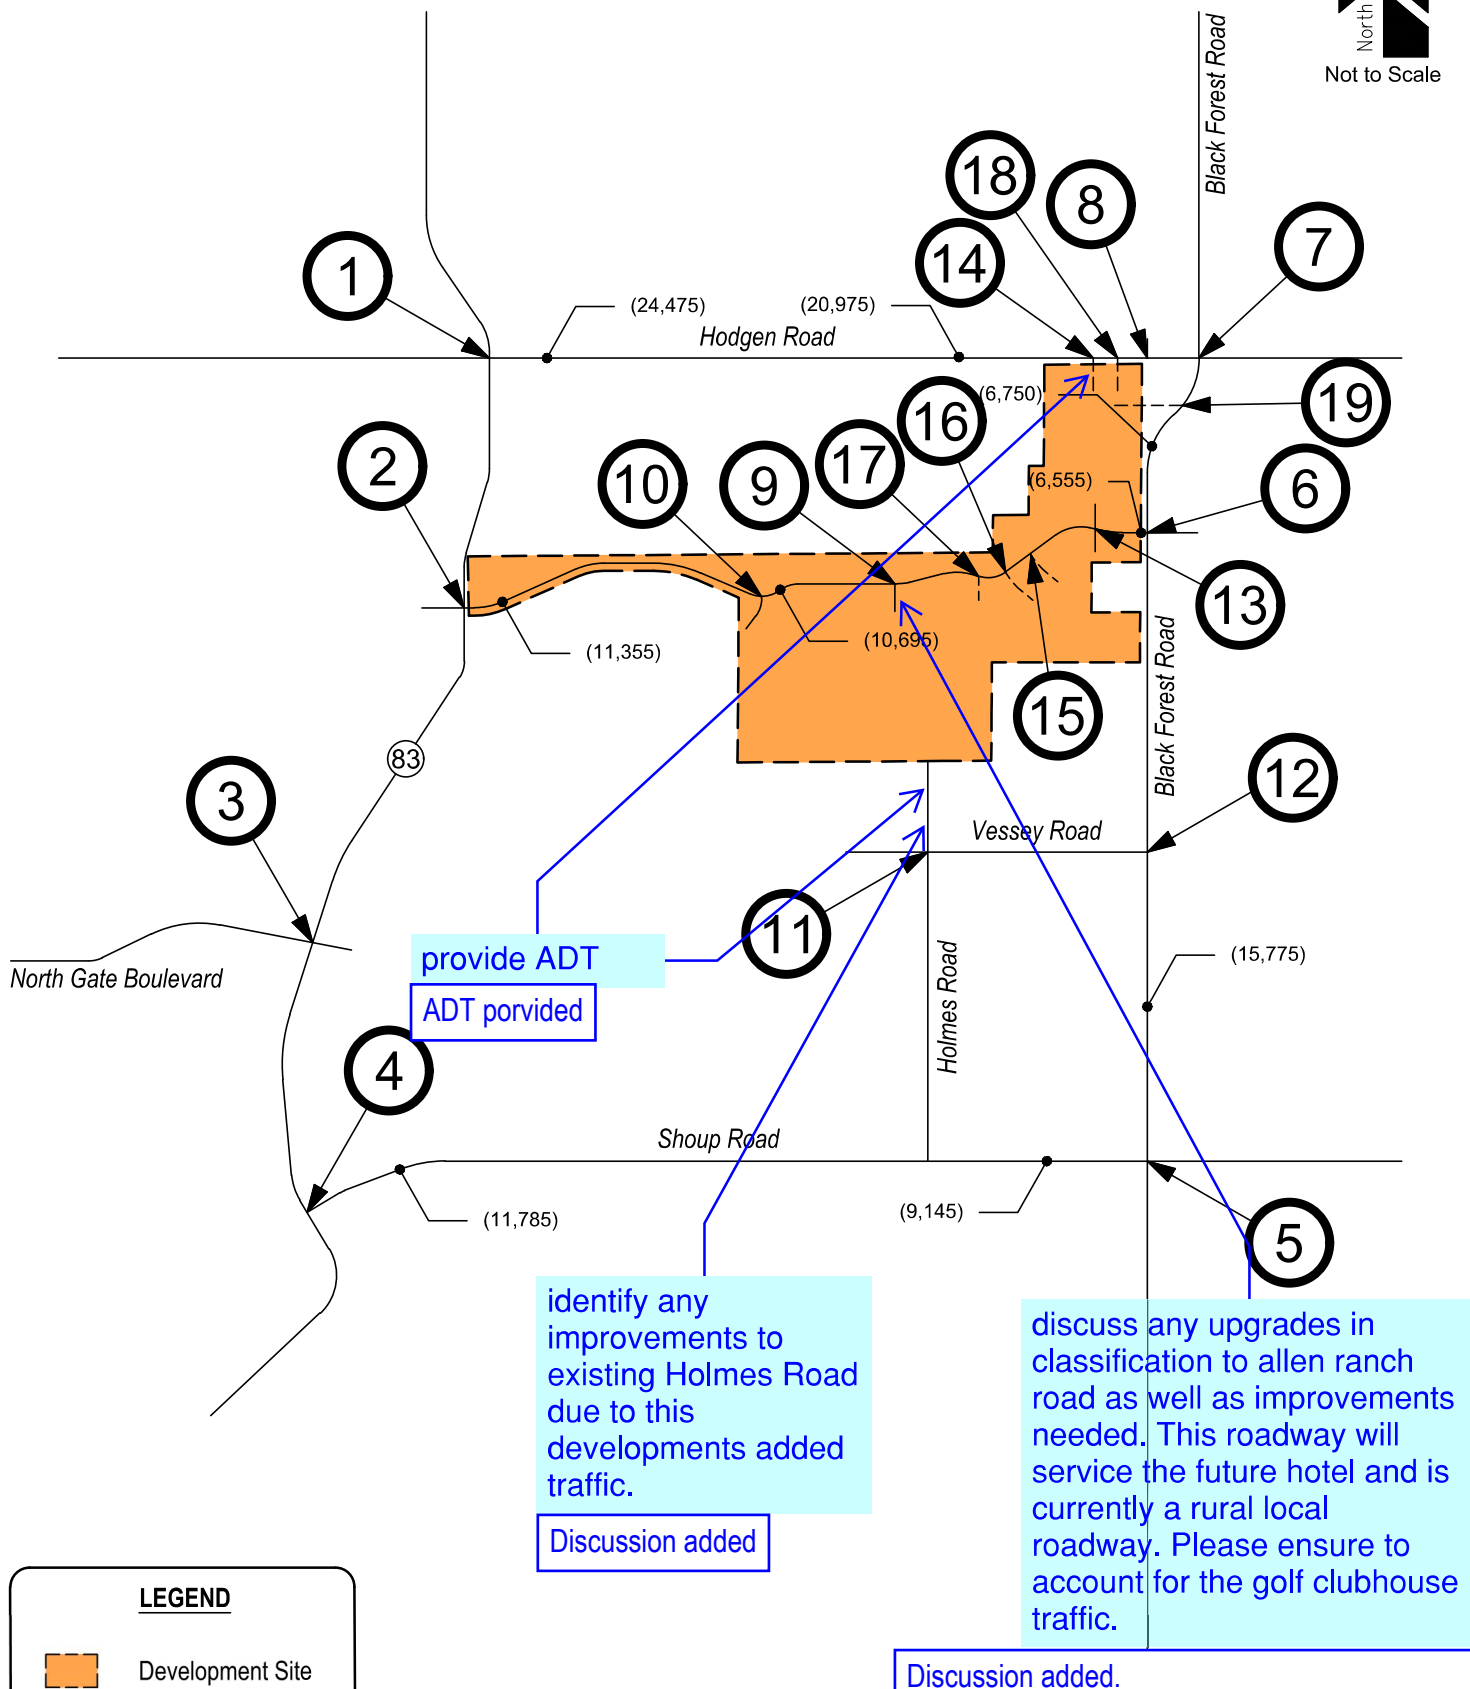 North
Not to Scale
Black Forest Road
18
8
14
7
1
(24,475)
(20,975)
Hodgen Road
(6,750)
19
16
2
17
10
9
(6,555)
6
13
(11,355)
(10,695)
15
Black Forest Road
83
3
12
Vessey Road
11
provide ADT
North Gate Boulevard
ADT porvided
Holmes Road
(15,775)
4
Shoup Road
(11,785)
(9,145)
5
identify any
improvements to
existing Holmes Road
due to this
developments added
traffic.
Discussion added
discuss any upgrades in
classification to allen ranch
road as well as improvements
needed. This roadway will
service the future hotel and is
currently a rural local
roadway. Please ensure to
account for the golf clubhouse
traffic.
Discussion added.
LEGEND
Development Site